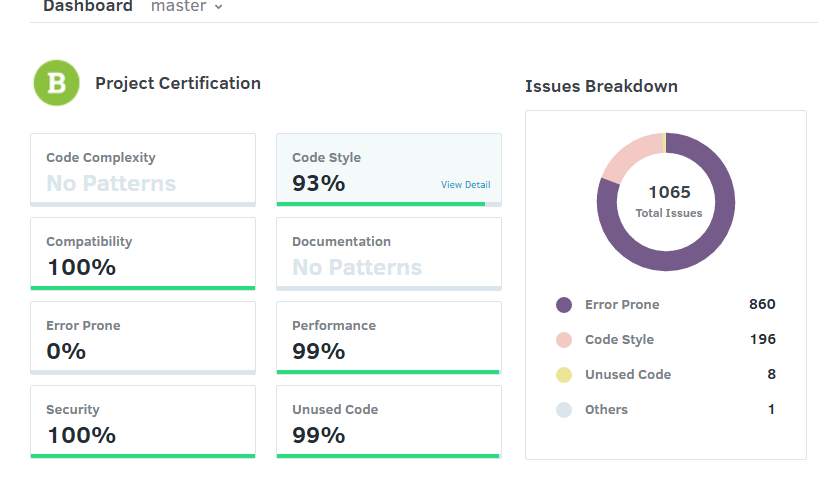 Dashboard master
B Project Certification
Code Complexity
No Patterns
Code Style
93% View Detail
Compatibility
100%
Documentation
No Patterns
Error Prone
0%
Performance
99%
Security
100%
Unused Code
99%
Issues Breakdown
1065
Total Issues
Error Prone 860
Code Style 196
Unused Code 8
Others 1